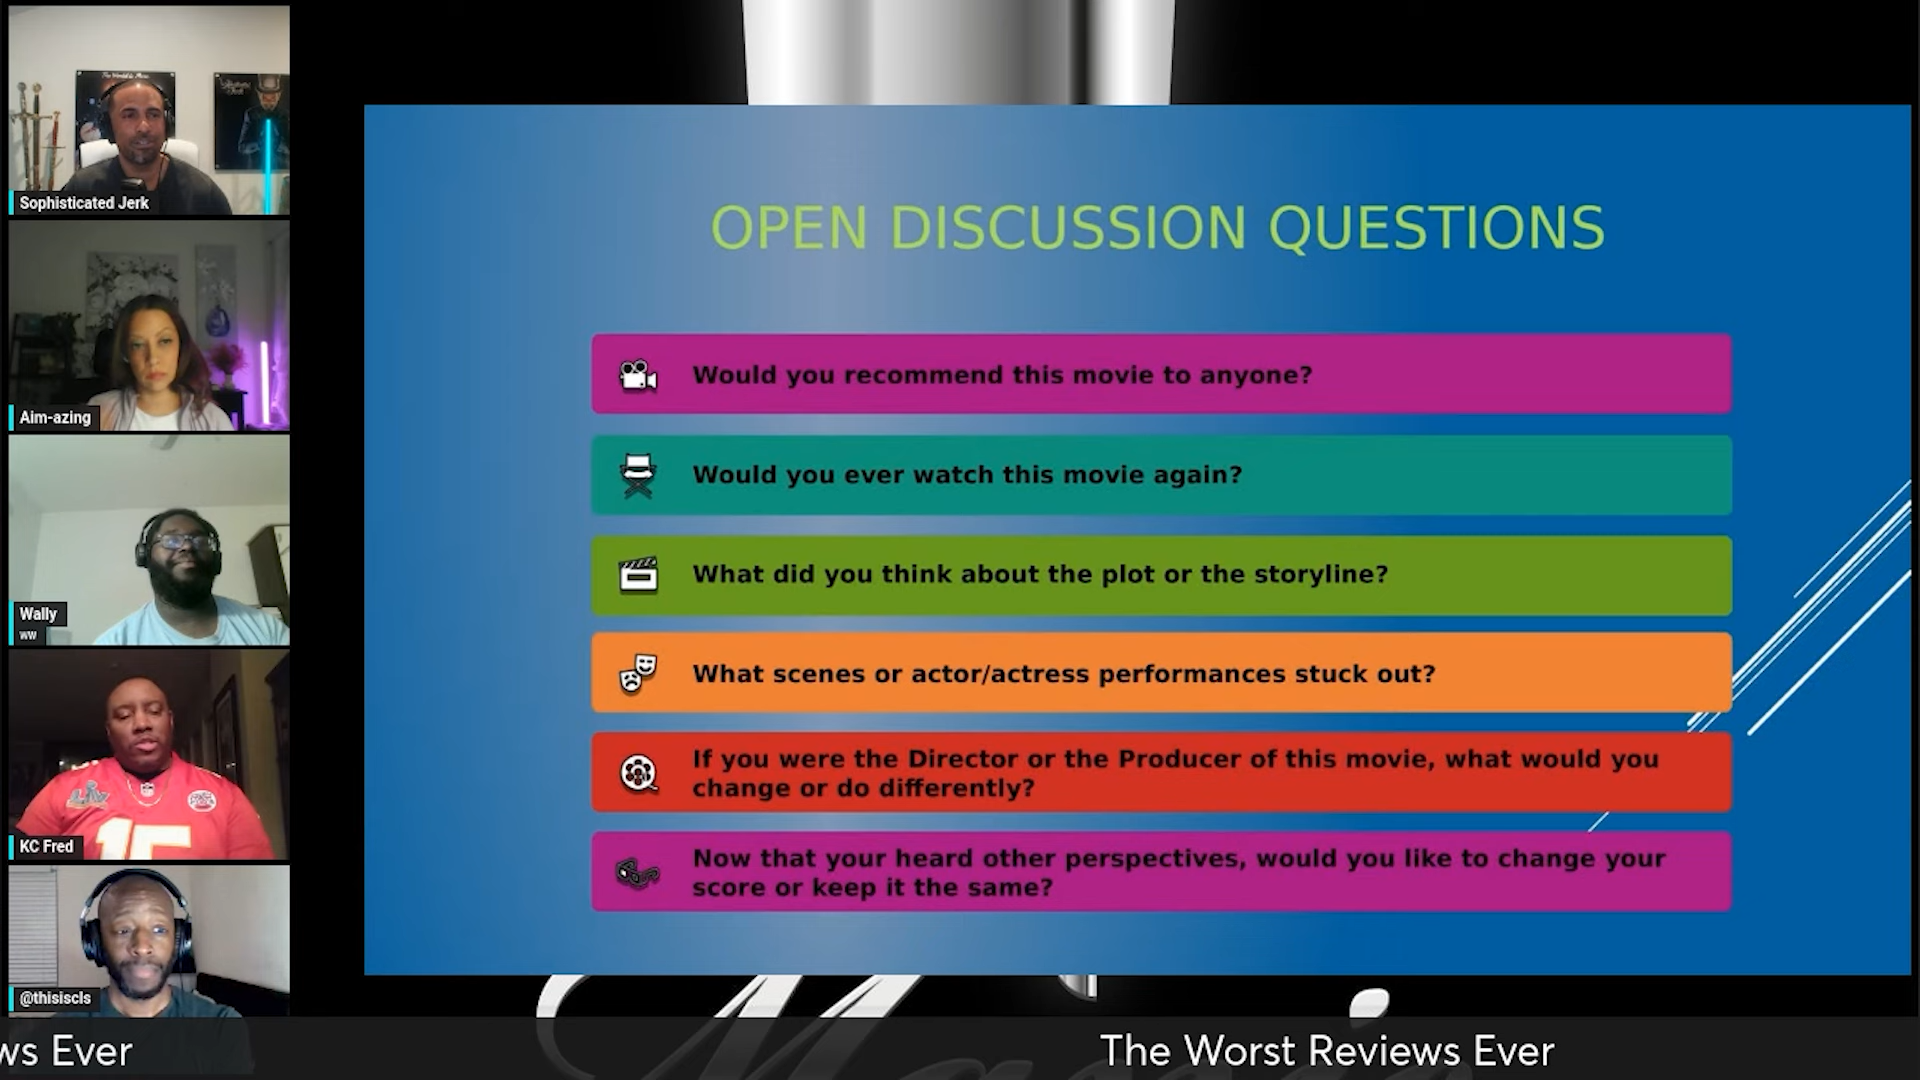 Sophisticated Jerk
Aim-azing
Wally
ww
KC Fred
@thisiscls
OPEN DISCUSSION QUESTIONS
Would you recommend this movie to anyone?
Would you ever watch this movie again?
What did you think about the plot or the storyline?
What scenes or actor/actress performances stuck out?
If you were the Director or the Producer of this movie, what would you
change or do differently?
Now that your heard other perspectives, would you like to change your
score or keep it the same?
ws Ever
The Worst Reviews Ever